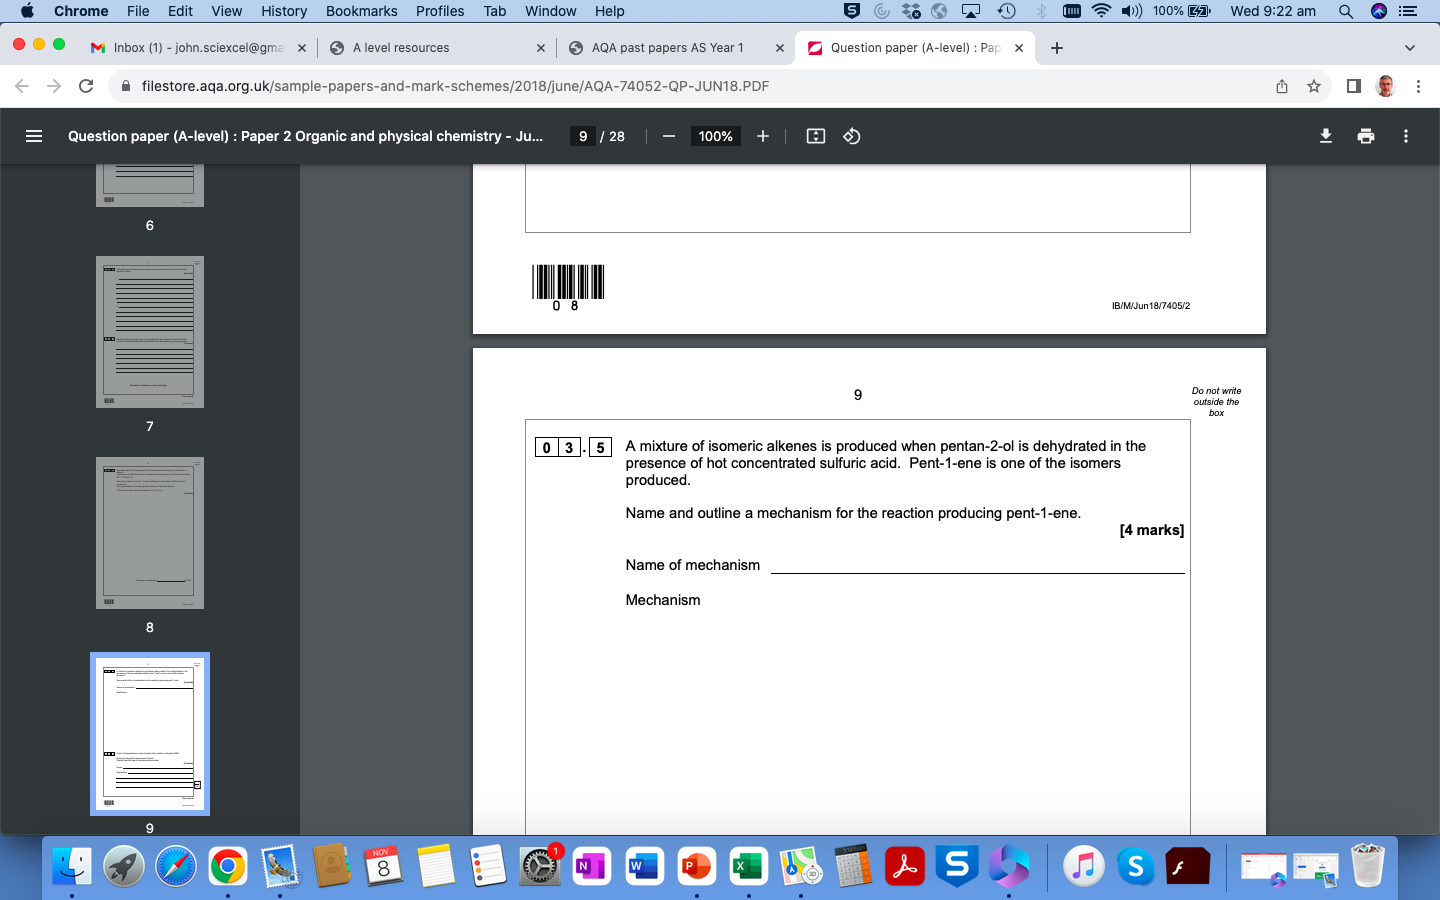 Chrome File Edit View History Bookmarks Profiles Tab Window Help 100% Wed 9:22 am
Inbox (1) - john.sciexcel@gma
A level resources
AQA past papers AS Year 1
Question paper (A-level) : Pap
filestore.aqa.org.uk/sample-papers-and-mark-schemes/2018/june/AQA-74052-QP-JUN18.PDF
Question paper (A-level) : Paper 2 Organic and physical chemistry - Ju... 9 / 28 100%
6
7
8
9
0 8
IB/M/Jun18/7405/2
9
Do not write
outside the
box
0 3 . 5 A mixture of isomeric alkenes is produced when pentan-2-ol is dehydrated in the
presence of hot concentrated sulfuric acid. Pent-1-ene is one of the isomers
produced.
Name and outline a mechanism for the reaction producing pent-1-ene.
[4 marks]
Name of mechanism
Mechanism
NOV
8
1